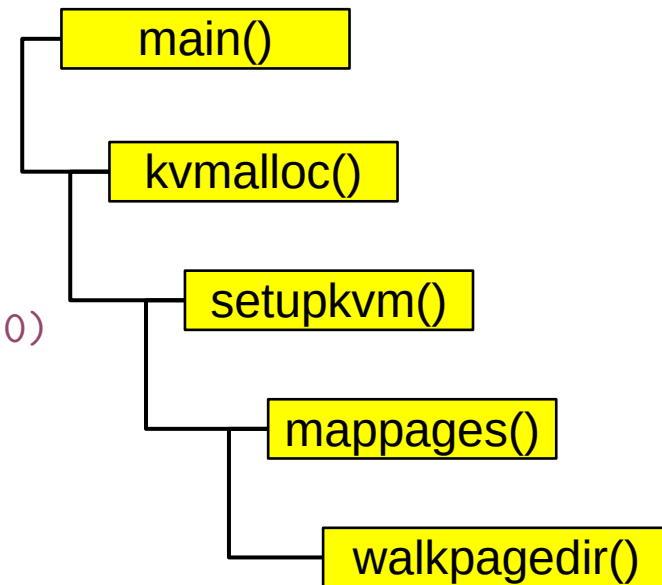 main()
kvmalloc()
setupkvm()
0)
mappages()
walkpagedir()